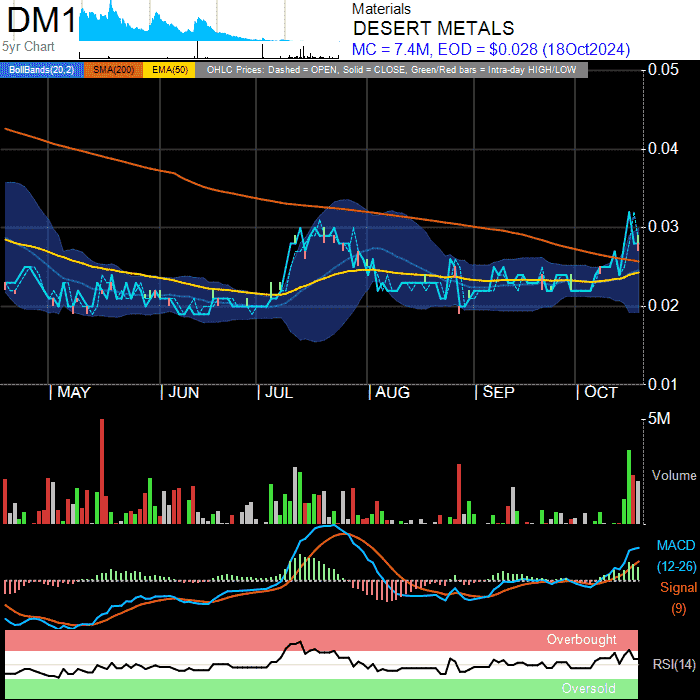 DM1
5yr Chart
Materials
DESERT METALS
MC = 7.4M, EOD = $0.028 (18Oct2024)
BollBands(20,2) SMA(200) EMA(50) OHLC Prices: Dashed = OPEN, Solid = CLOSE, Green/Red bars = Intra-day HIGH/LOW
0.05
0.04
0.03
0.02
0.01
MAY JUN JUL AUG SEP OCT
5M
Volume
MACD
(12-26)
Signal
(9)
Overbought
RSI(14)
Oversold